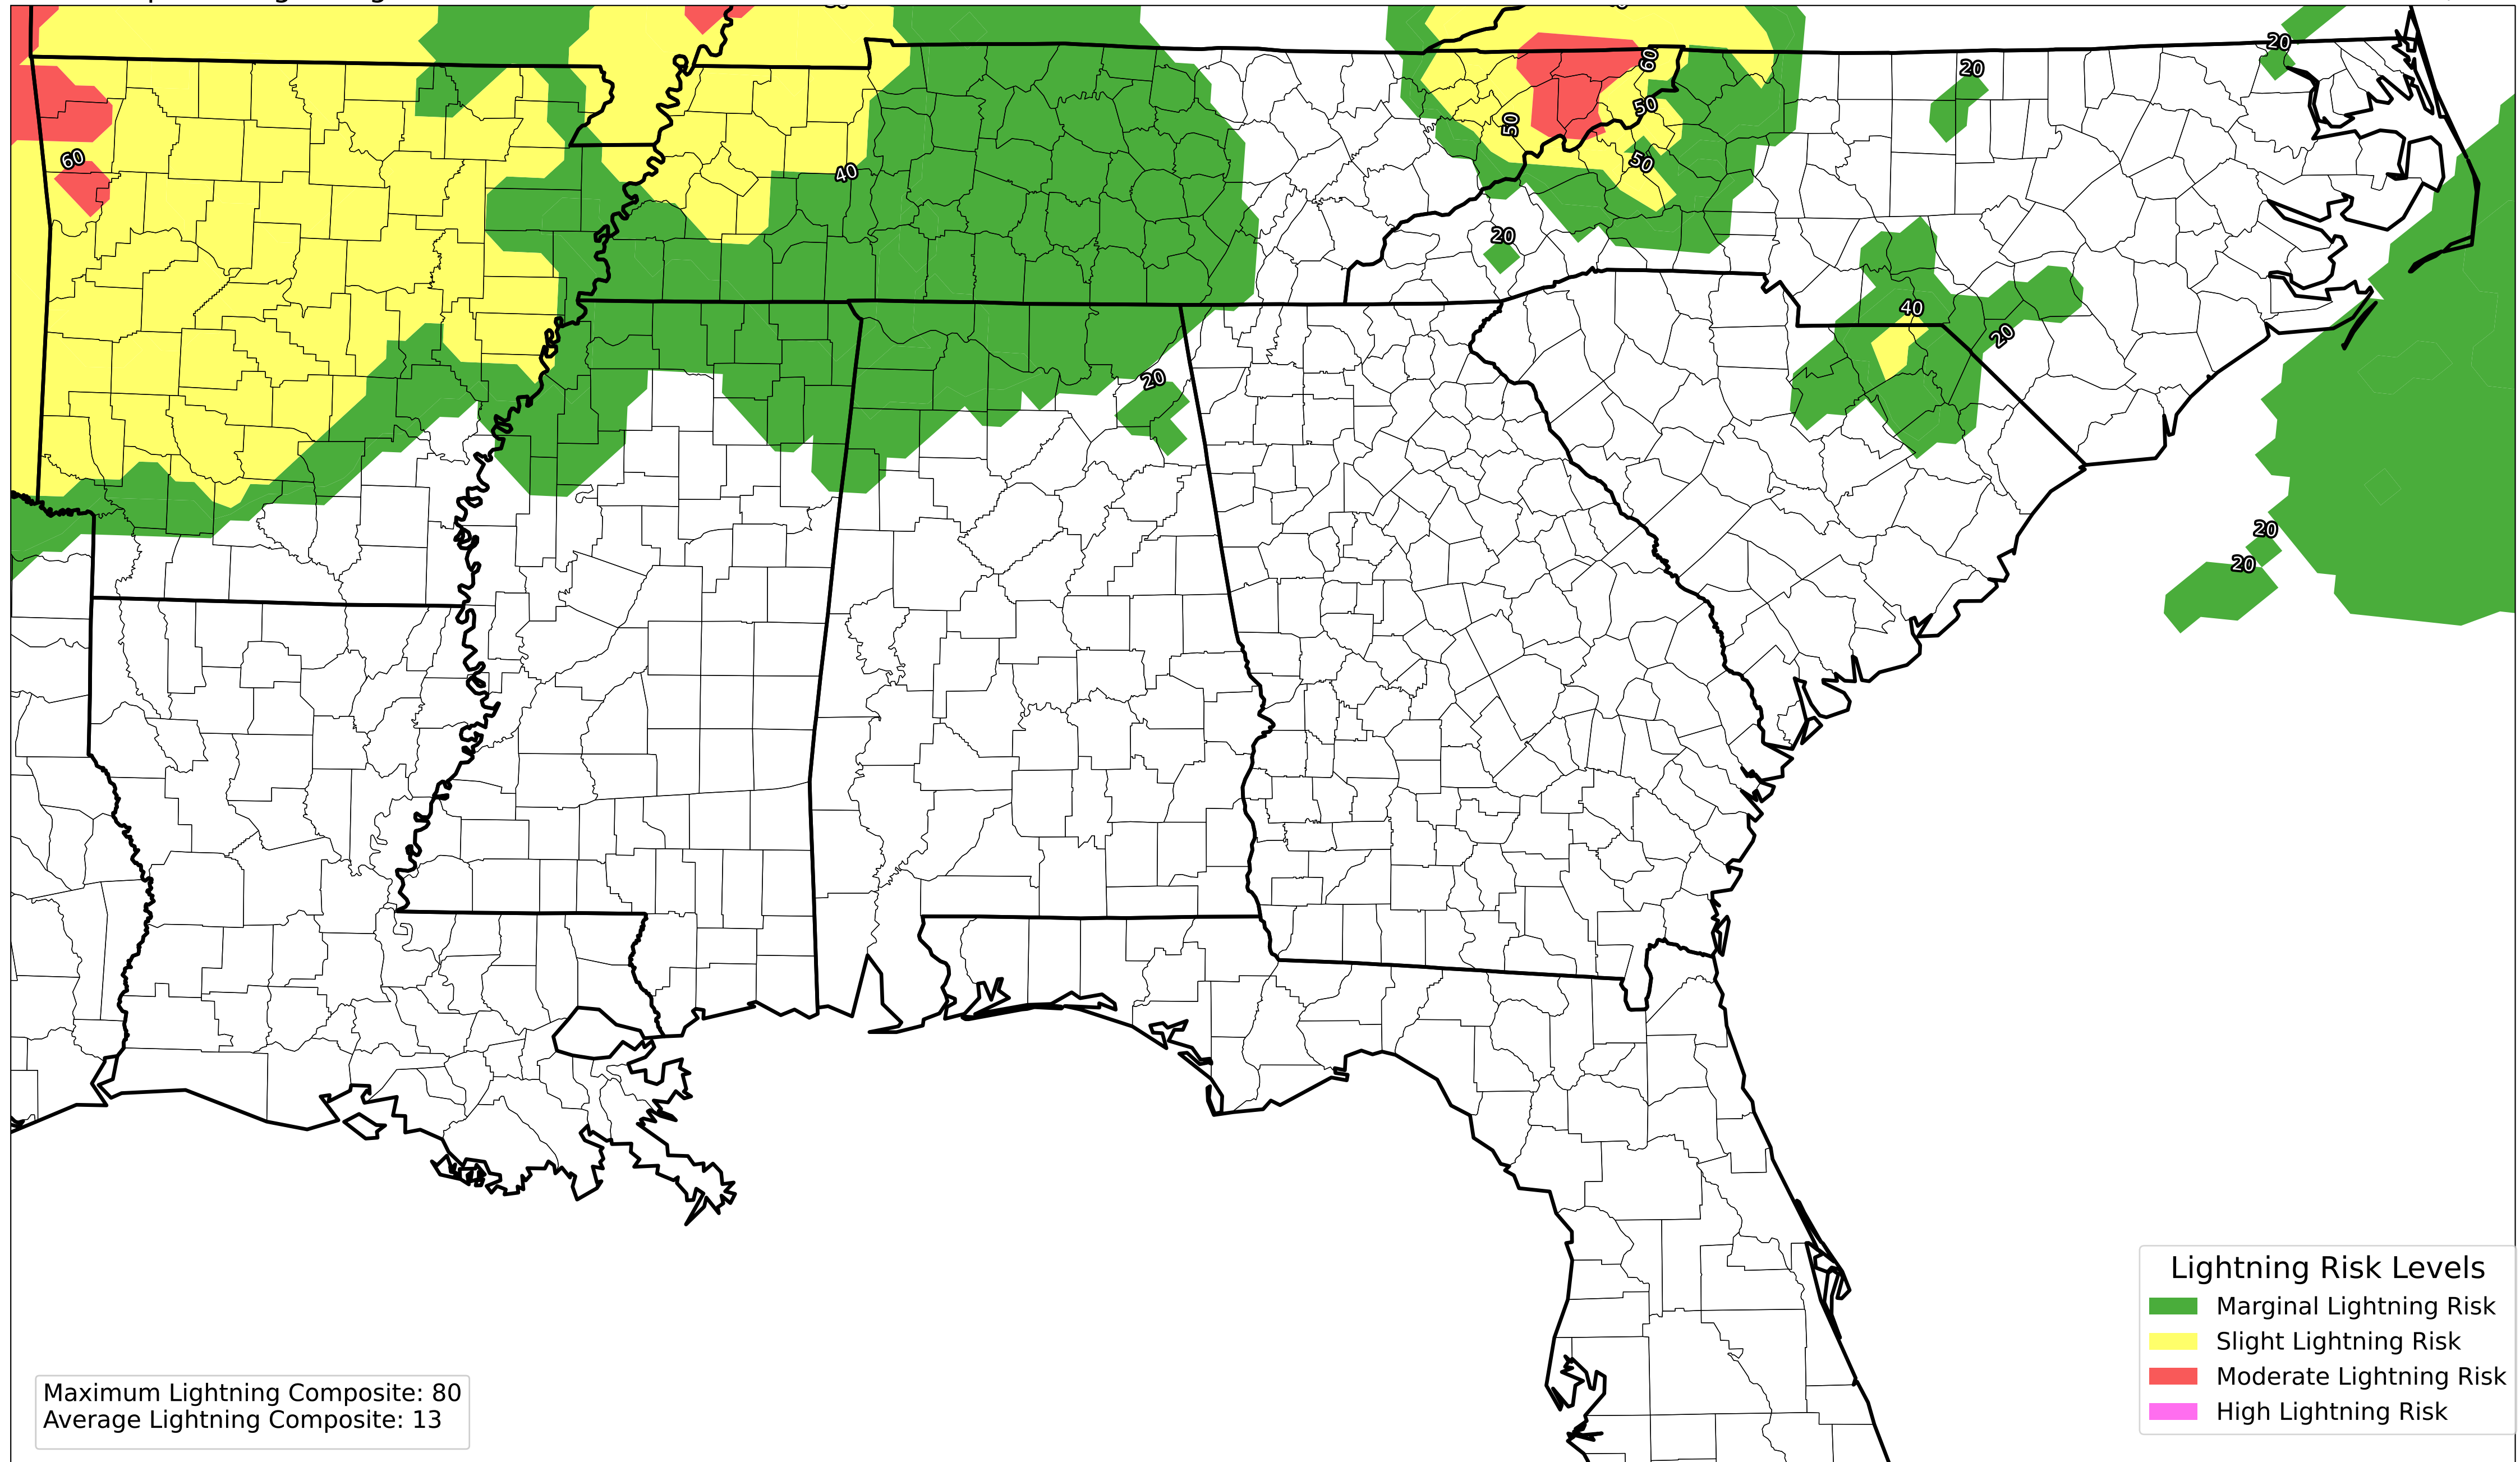 20
60
20
50
50
60
50
40
20
40
20
20
20
20
Lightning Risk Levels
Marginal Lightning Risk
Slight Lightning Risk
Moderate Lightning Risk
High Lightning Risk
Maximum Lightning Composite: 80
Average Lightning Composite: 13